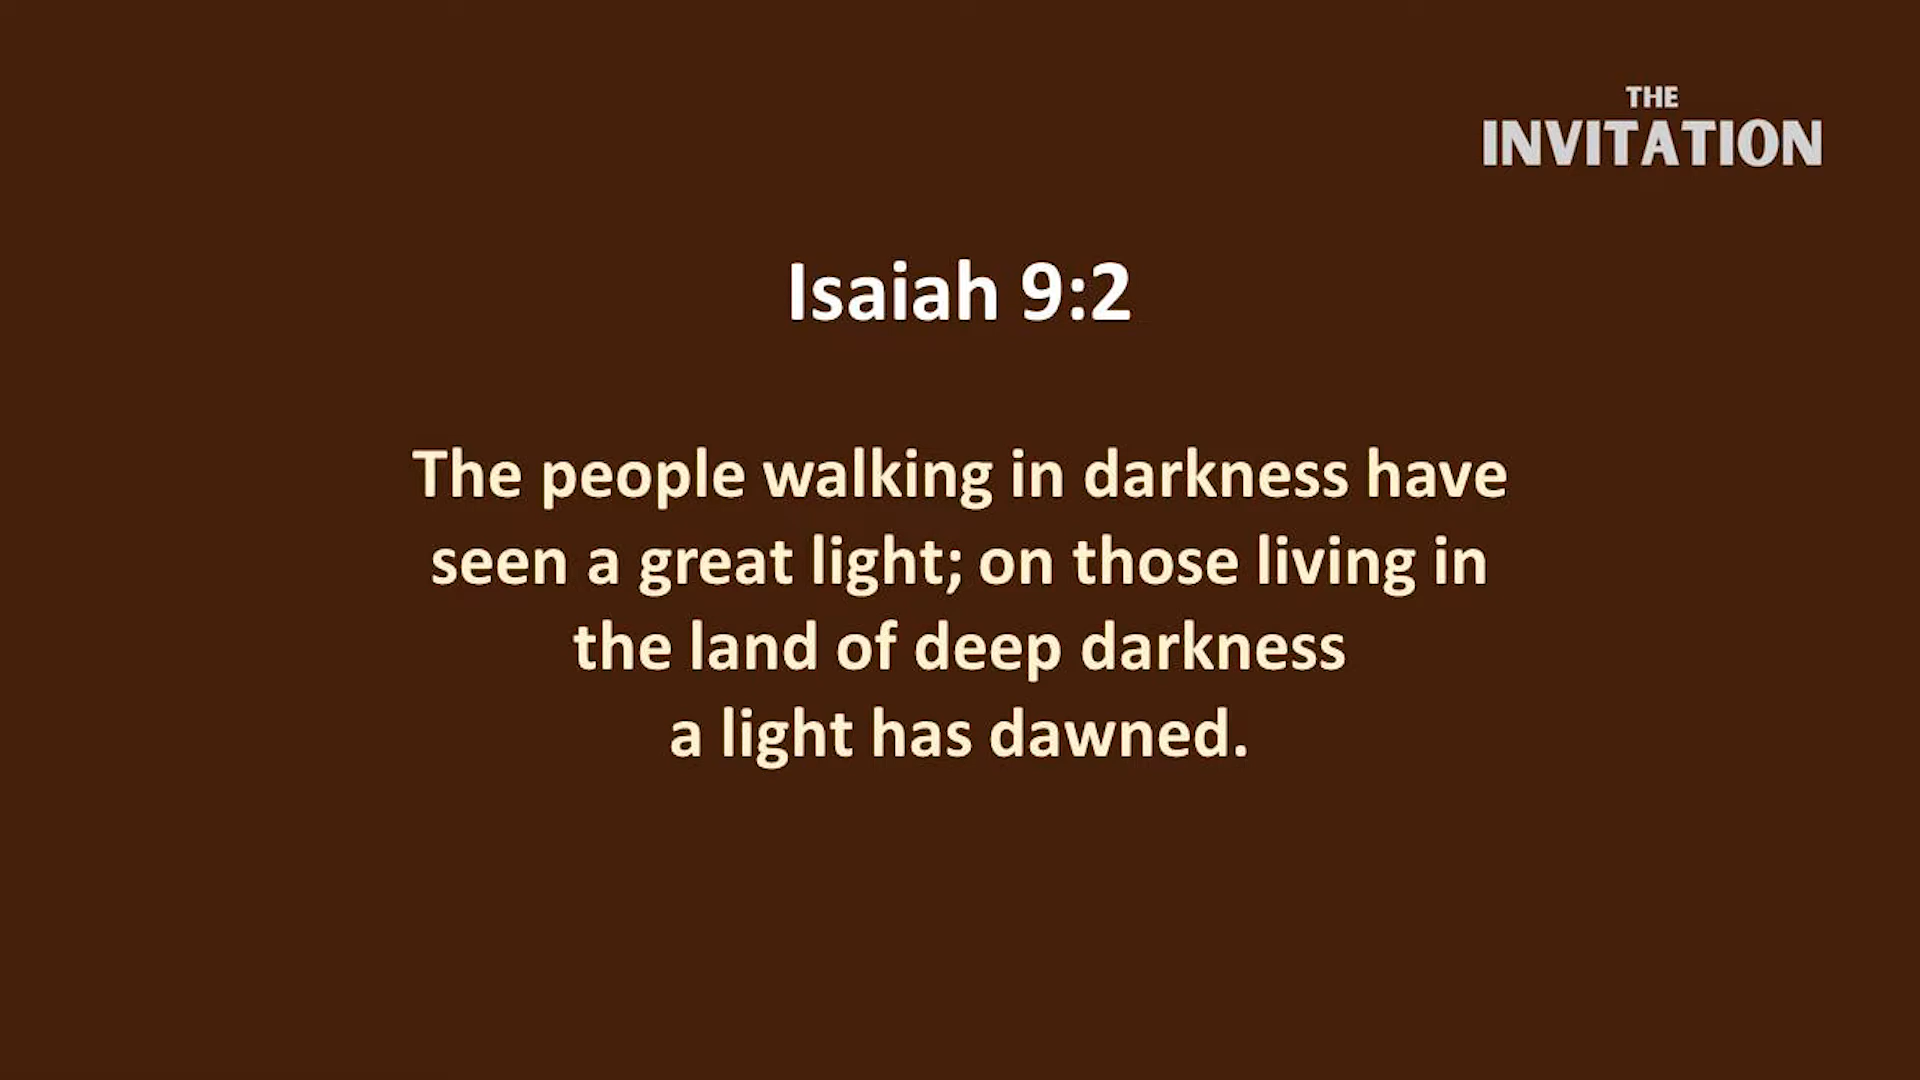 THE
INVITATION
Isaiah 9:2
The people walking in darkness have
seen a great light; on those living in
the land of deep darkness
a light has dawned.